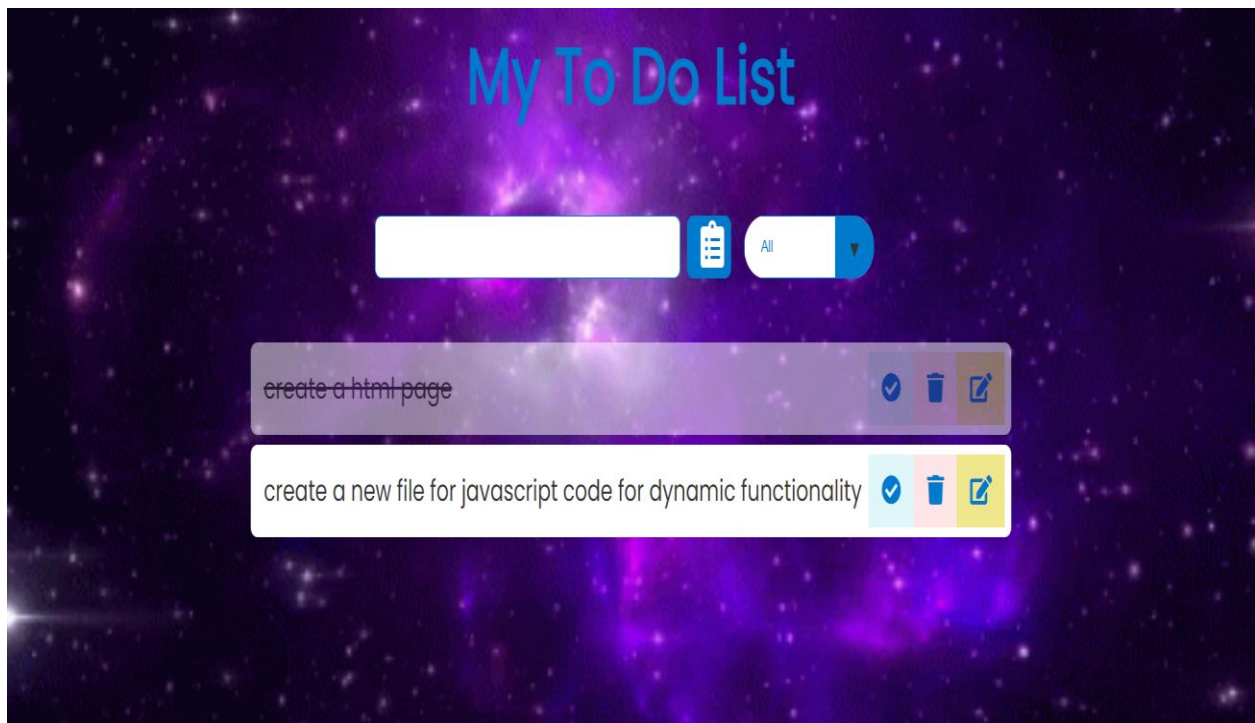 My To Do List
All
create a html page
create a new file for javascript code for dynamic functionality